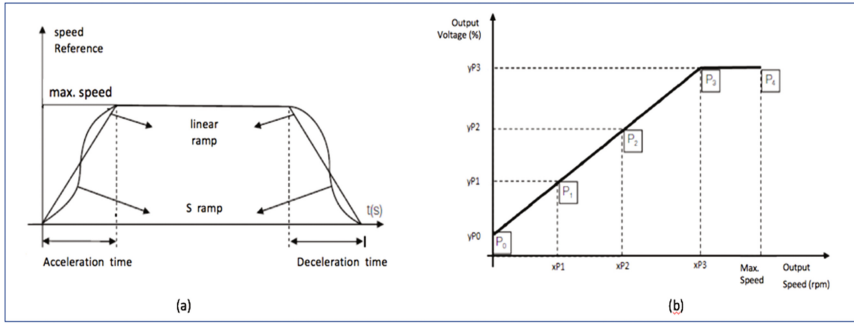 speed
Reference
max. speed
linear
ramp
S ramp
t(s)
Acceleration time
Deceleration time
(a)
Output
Voltage (%)
yP3
yP2
yP1
yP0
P0
P1
P2
P3
P4
xP1
xP2
xP3
Max.
Speed
Output
Speed (rpm)
(b)